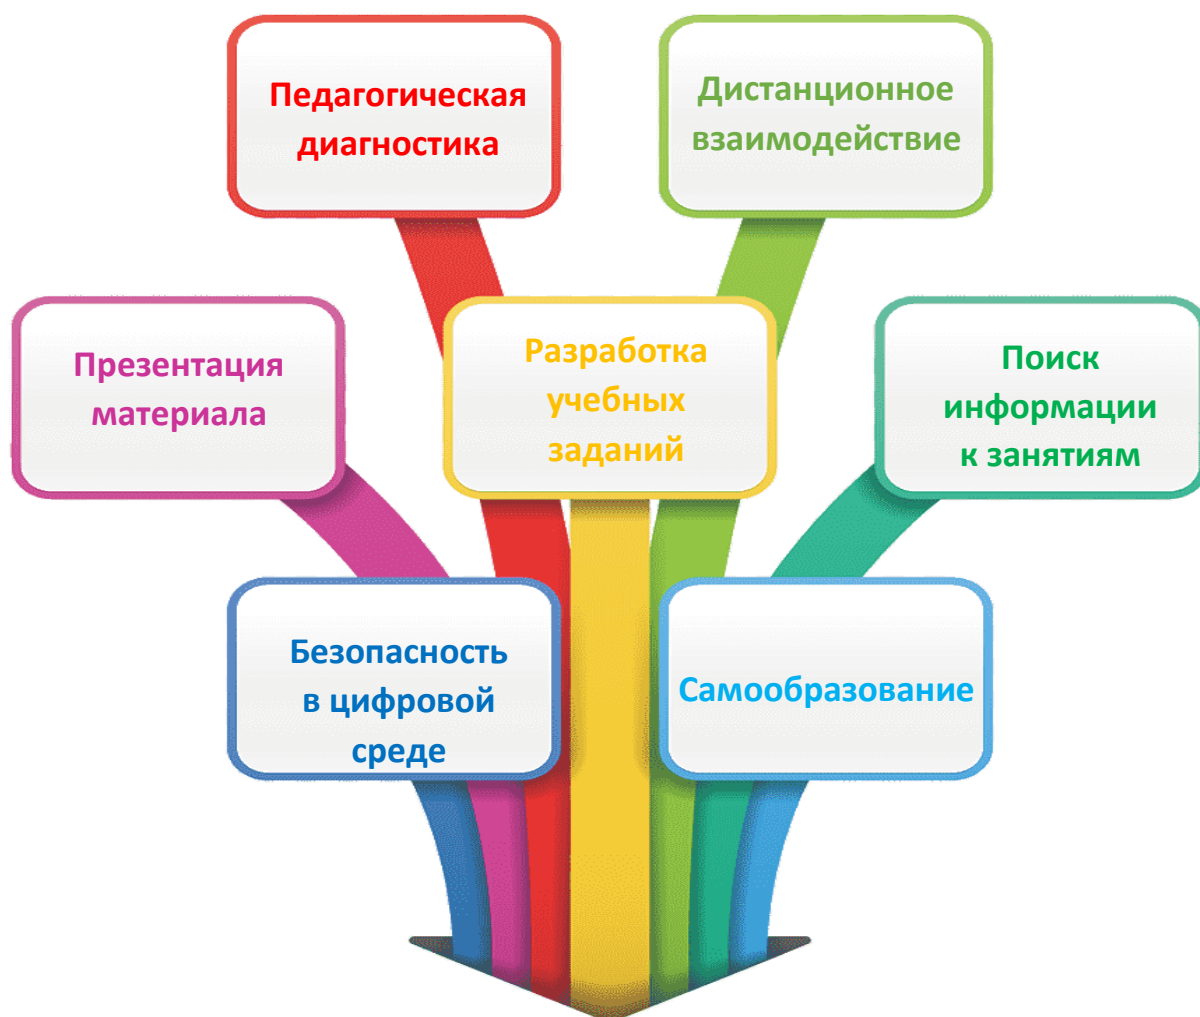 Педагогическая
диагностика
Дистанционное
взаимодействие
Презентация
материала
Разработка
учебных
заданий
Поиск
информации
к занятиям
Безопасность
в цифровой
среде
Самообразование